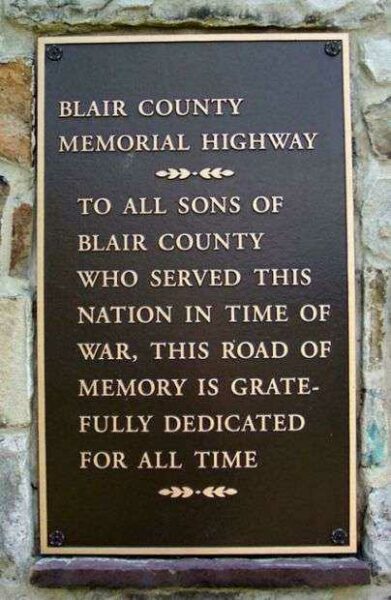 BLAIR COUNTY
MEMORIAL HIGHWAY
TO ALL SONS OF
BLAIR COUNTY
WHO SERVED THIS
NATION IN TIME OF
WAR, THIS ROAD OF
MEMORY IS GRATE-
FULLY DEDICATED
FOR ALL TIME